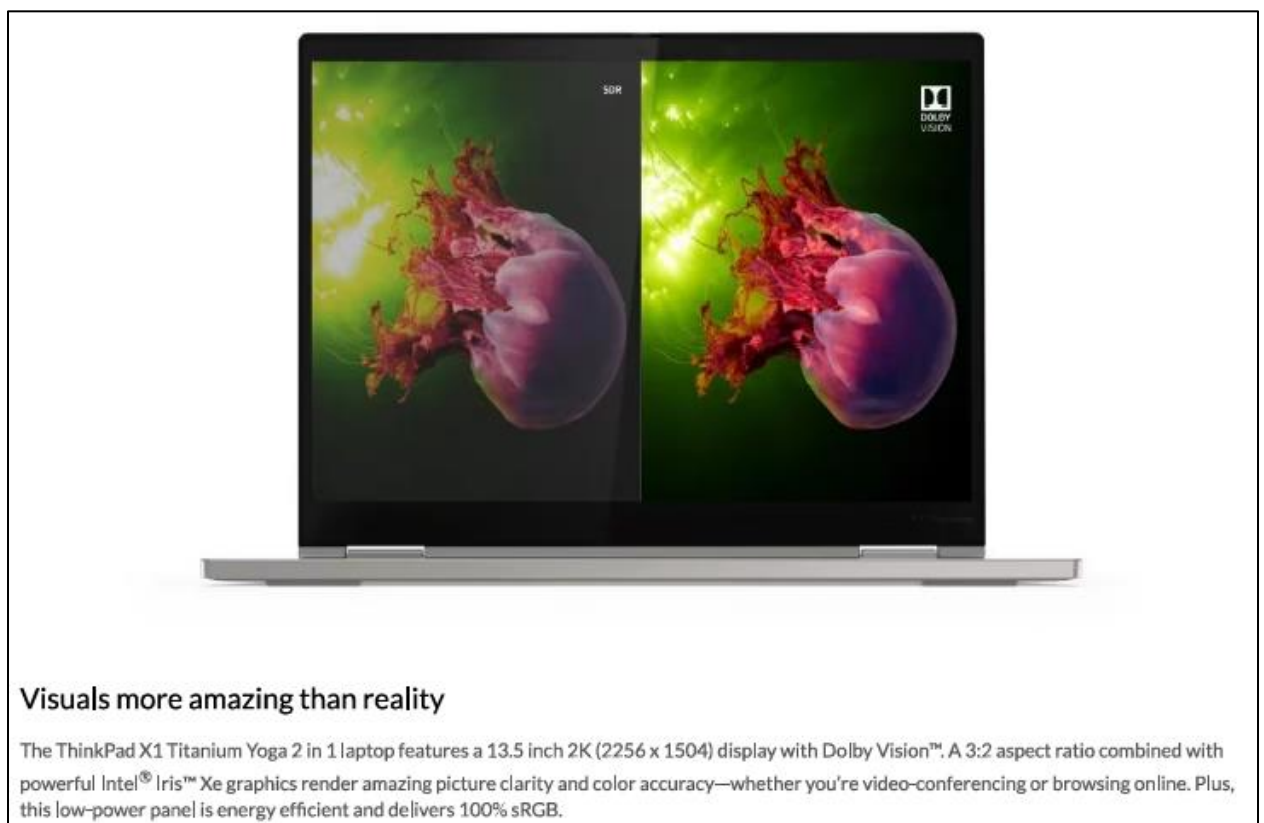 SDR
DOLBY
VISION
Visuals more amazing than reality
The ThinkPad X1 Titanium Yoga 2 in 1 laptop features a 13.5 inch 2K (2256 x 1504) display with Dolby Vision™. A 3:2 aspect ratio combined with
powerful Intel® Iris™ Xe graphics render amazing picture clarity and color accuracy—whether you're video-conferencing or browsing online. Plus,
this low-power panel is energy efficient and delivers 100% sRGB.